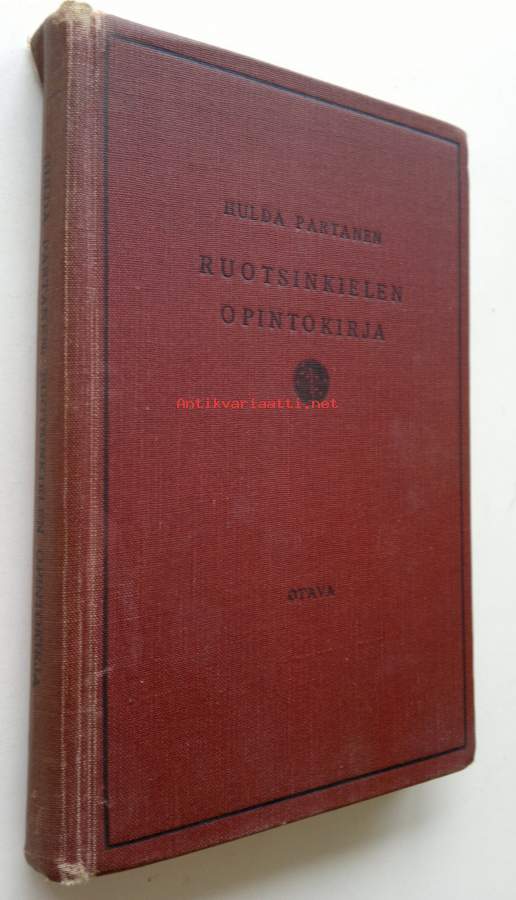 HULDA PARTANEN
RUOTSINKIELEN
OPINTOKIRJA
Antikvariaatti.net
OTAVA
HULDA PARTANEN RUOTSINKIELEN OPINTOKIRJA